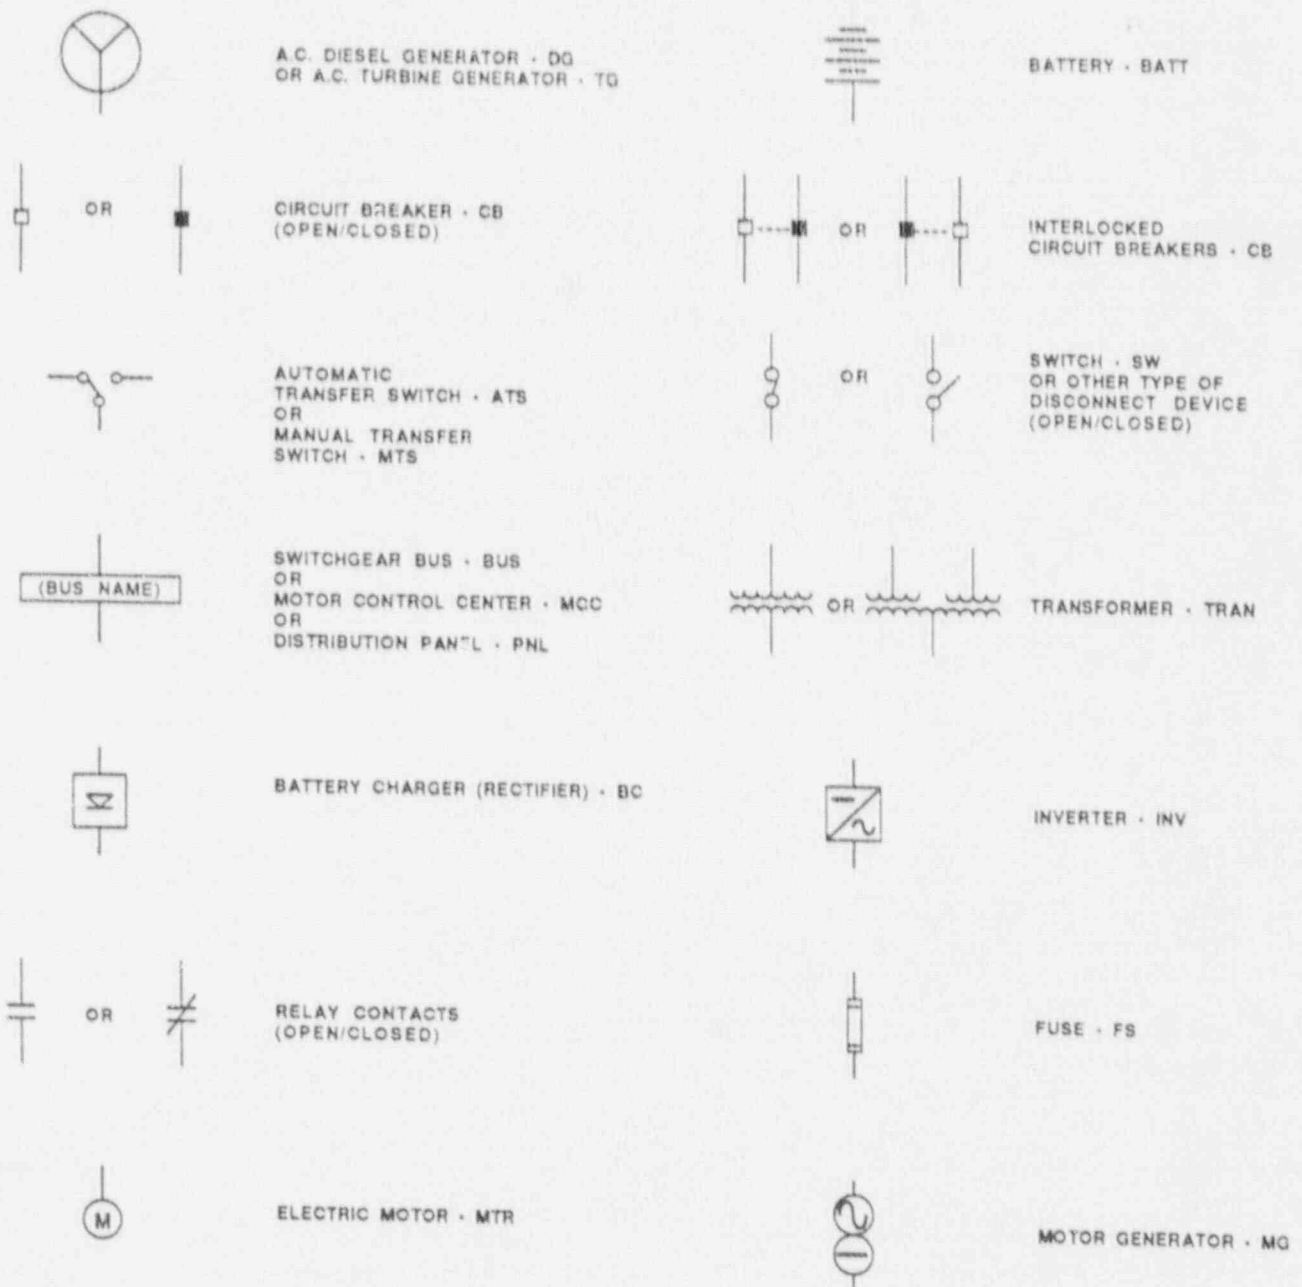 A.C. DIESEL GENERATOR - DG
OR A.C. TURBINE GENERATOR - TG
BATTERY - BATT
OR
CIRCUIT BREAKER - CB
(OPEN/CLOSED)
OR
INTERLOCKED
CIRCUIT BREAKERS - CB
AUTOMATIC
TRANSFER SWITCH - ATS
OR
MANUAL TRANSFER
SWITCH - MTS
OR
SWITCH - SW
OR OTHER TYPE OF
DISCONNECT DEVICE
(OPEN/CLOSED)
(BUS NAME)
SWITCHGEAR BUS - BUS
OR
MOTOR CONTROL CENTER - MCC
OR
DISTRIBUTION PANEL - PNL
OR
TRANSFORMER - TRAN
BATTERY CHARGER (RECTIFIER) - BC
INVERTER - INV
OR
RELAY CONTACTS
(OPEN/CLOSED)
FUSE - FS
M
ELECTRIC MOTOR - MTR
MOTOR GENERATOR - MG